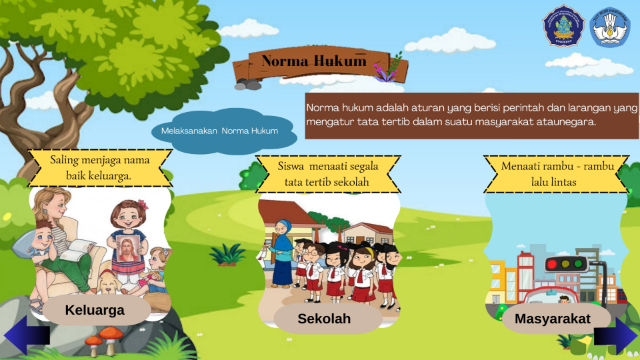 Norma Hukum
Norma hukum adalah aturan yang berisi perintah dan larangan yang
mengatur tata tertib dalam suatu masyarakat ataunegara.
Melaksanakan Norma Hukum
Saling menjaga nama
baik keluarga.
Siswa menaati segala
tata tertib sekolah
Menaati rambu - rambu
lalu lintas
Keluarga
Sekolah
Masyarakat